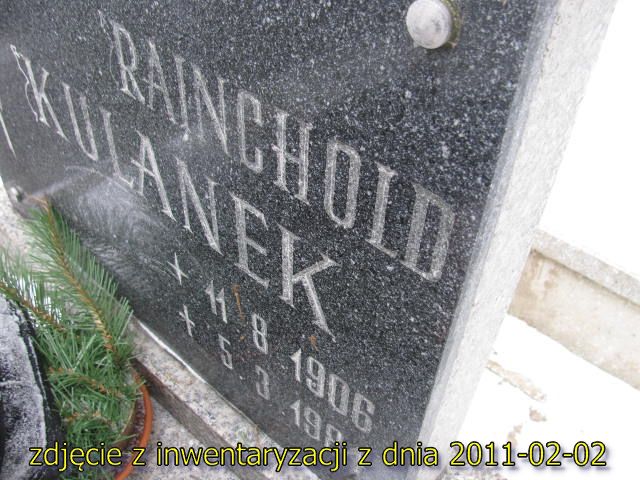 RAINCHOLD
KULANEK
11 8 1906
+ 5 3
zdjęcie z inwentaryzacji z dnia 2011-02-02